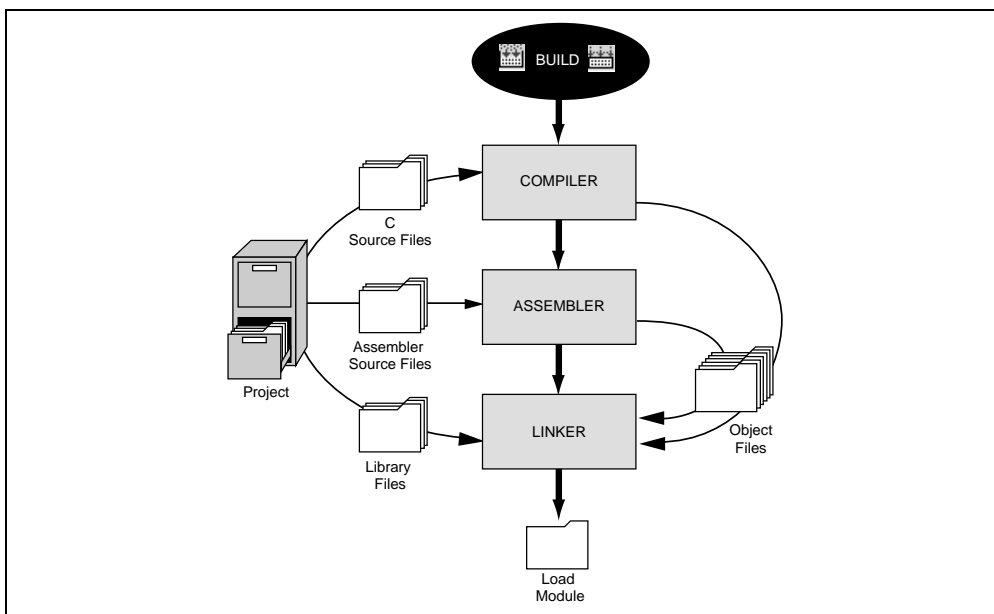 BUILD
COMPILER
C
Source Files
ASSEMBLER
Assembler
Source Files
Project
LINKER
Object
Files
Library
Files
Load
Module